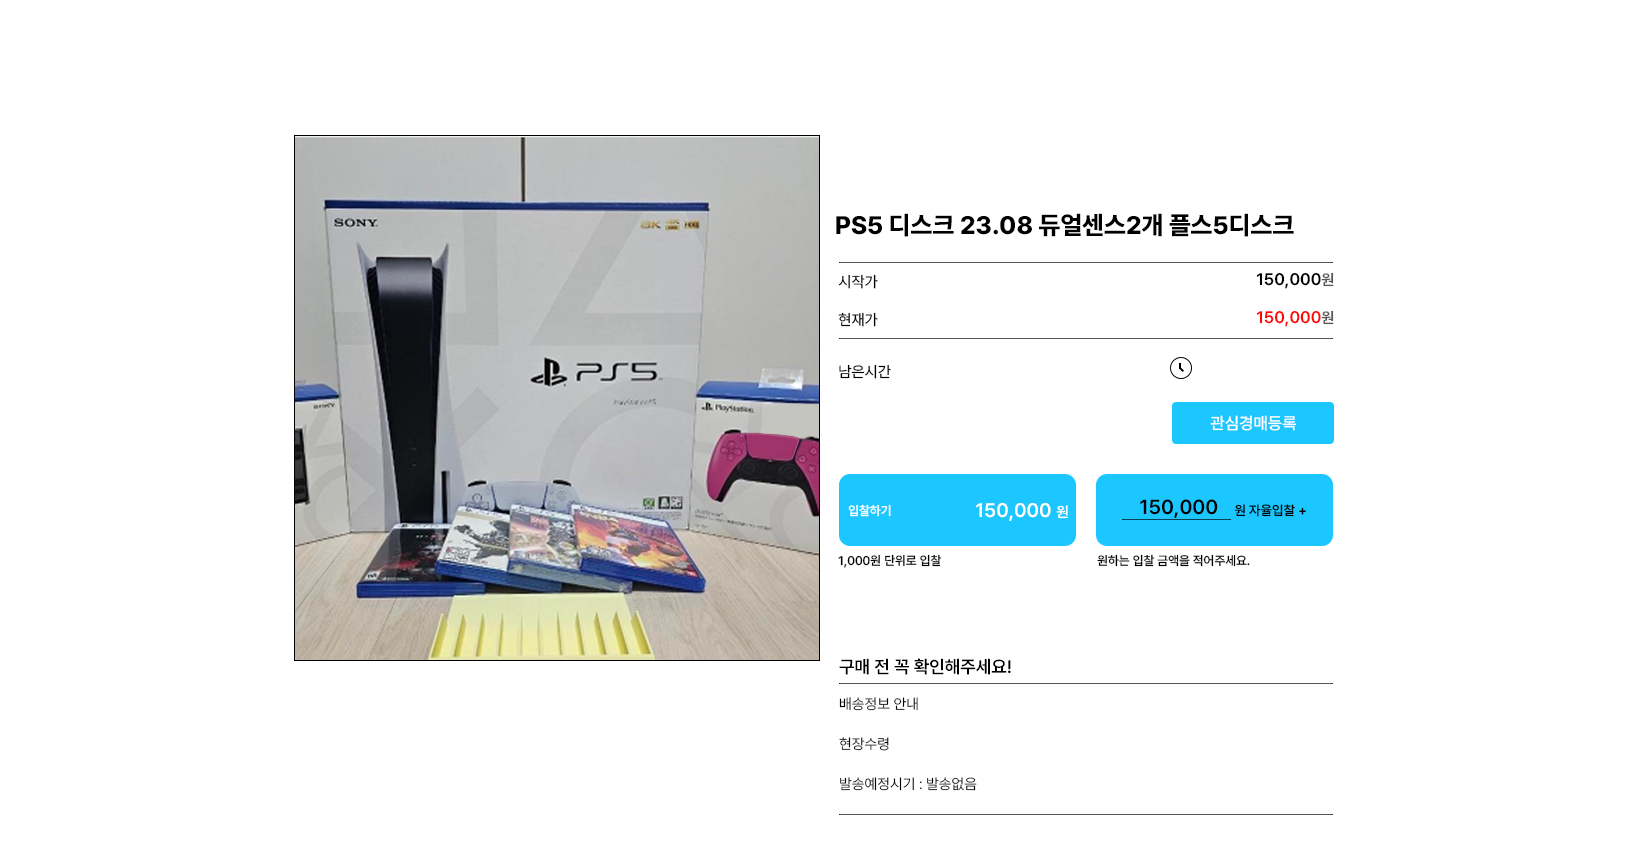 SONY
8K
4K
HDR
PS5
PlayStation5
SONY
PlayStation
PS5 디스크 23.08 듀얼센스2개 플스5디스크
시작가 150,000원
현재가 150,000원
남은시간
관심경매등록
입찰하기 150,000 원
150,000 원 자율입찰 +
1,000원 단위로 입찰
원하는 입찰 금액을 적어주세요.
구매 전 꼭 확인해주세요!
배송정보 안내
현장수령
발송예정시기 : 발송없음